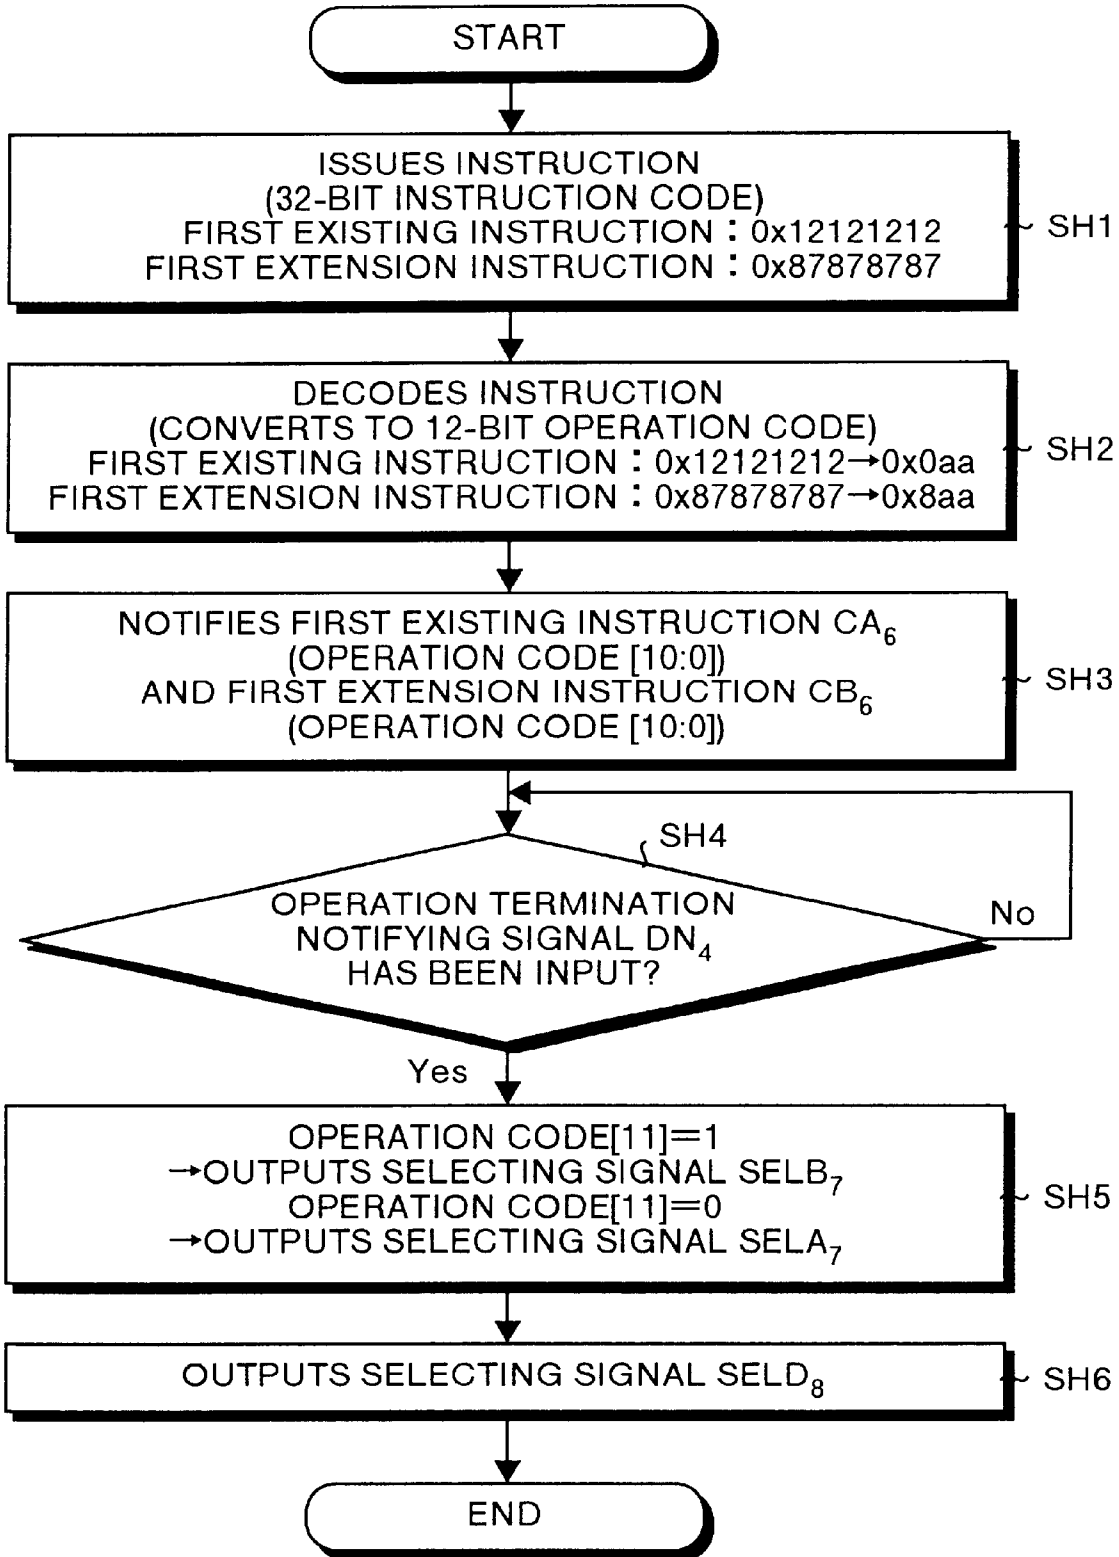 START
ISSUES INSTRUCTION
(32-BIT INSTRUCTION CODE)
FIRST EXISTING INSTRUCTION : 0x12121212
FIRST EXTENSION INSTRUCTION : 0x87878787
SH1
DECODES INSTRUCTION
(CONVERTS TO 12-BIT OPERATION CODE)
FIRST EXISTING INSTRUCTION : 0x12121212→0x0aa
FIRST EXTENSION INSTRUCTION : 0x87878787→0x8aa
SH2
NOTIFIES FIRST EXISTING INSTRUCTION CA₆
(OPERATION CODE [10:0])
AND FIRST EXTENSION INSTRUCTION CB₆
(OPERATION CODE [10:0])
SH3
SH4
OPERATION TERMINATION
NOTIFYING SIGNAL DN₄
HAS BEEN INPUT?
No
Yes
OPERATION CODE[11]=1
→OUTPUTS SELECTING SIGNAL SELB₇
OPERATION CODE[11]=0
→OUTPUTS SELECTING SIGNAL SELA₇
SH5
OUTPUTS SELECTING SIGNAL SELD₈
SH6
END